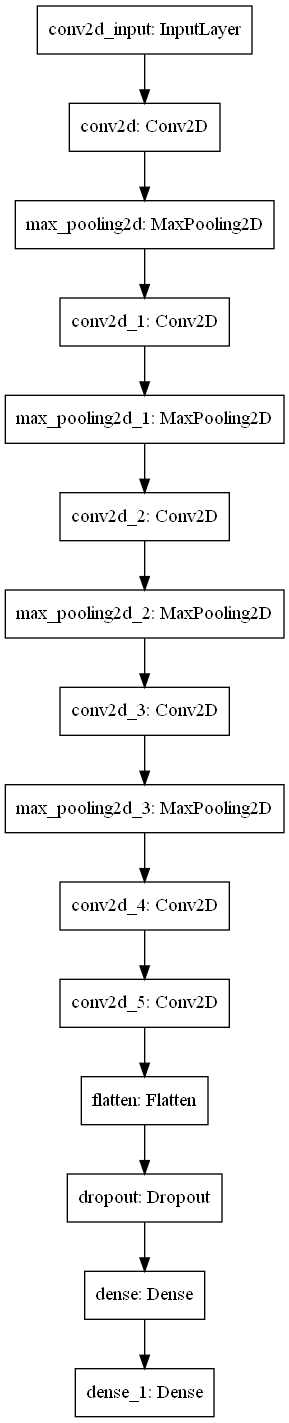 conv2d_input: InputLayer
conv2d: Conv2D
max_pooling2d: MaxPooling2D
conv2d_1: Conv2D
max_pooling2d_1: MaxPooling2D
conv2d_2: Conv2D
max_pooling2d_2: MaxPooling2D
conv2d_3: Conv2D
max_pooling2d_3: MaxPooling2D
conv2d_4: Conv2D
conv2d_5: Conv2D
flatten: Flatten
dropout: Dropout
dense: Dense
dense_1: Dense